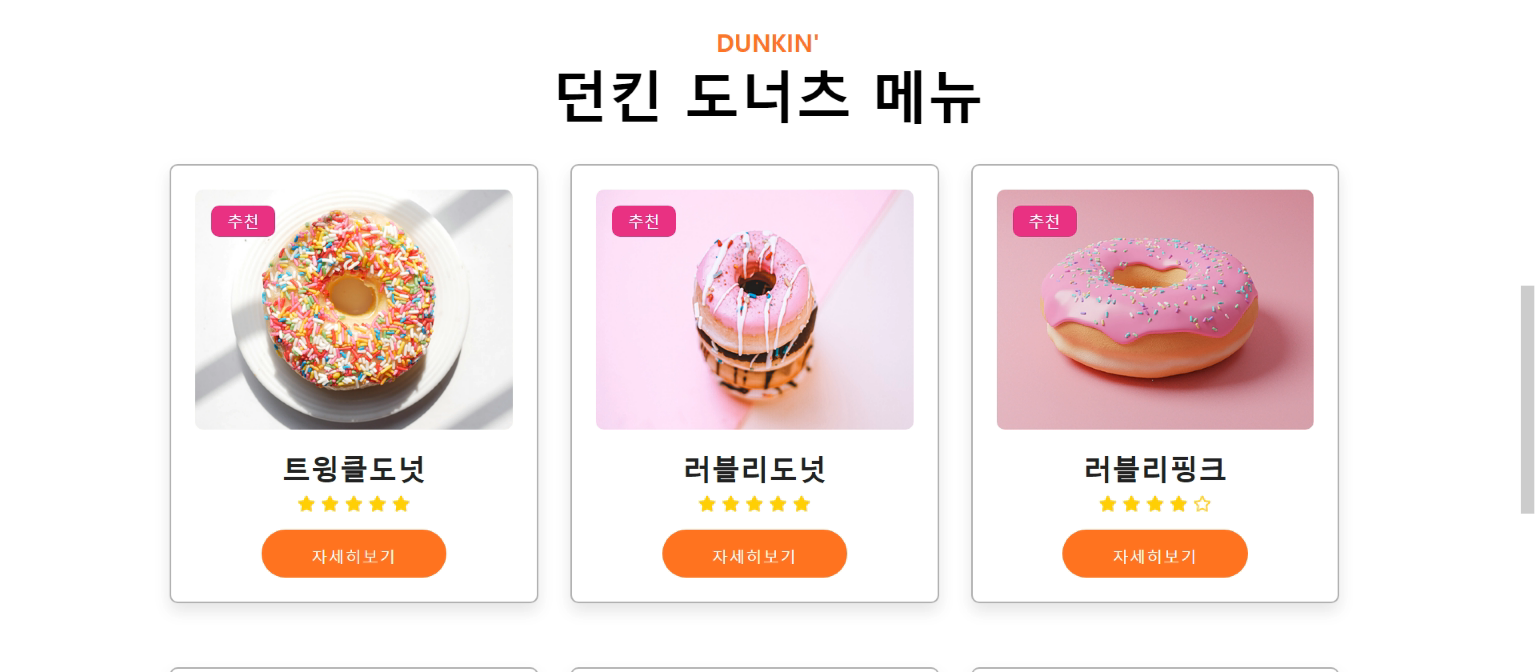 DUNKIN'
던킨 도너츠 메뉴
추천
추천
추천
트윙클도넛
러블리도넛
러블리핑크
자세히보기
자세히보기
자세히보기